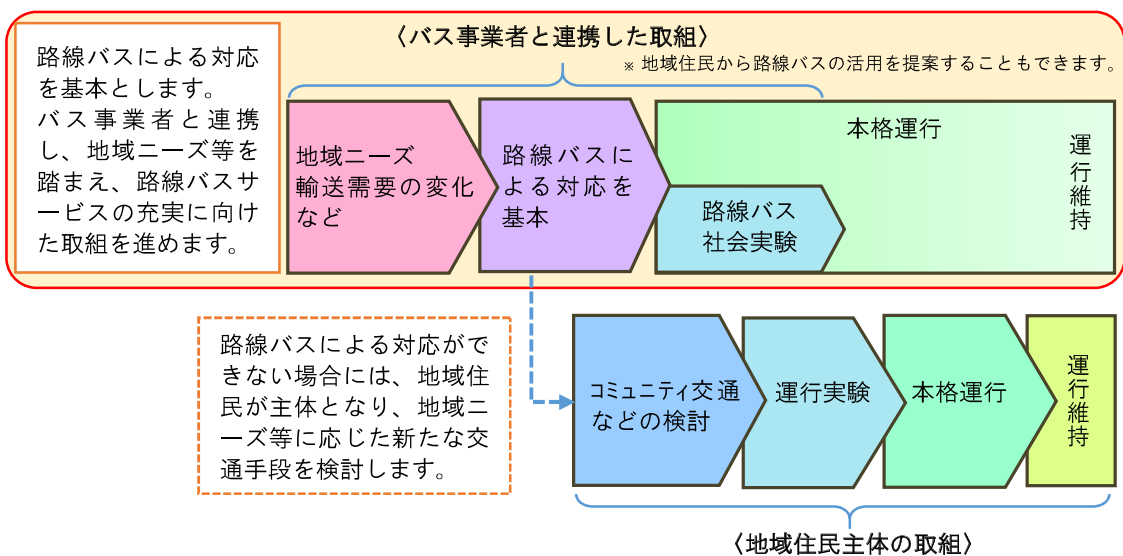 〈バス事業者と連携した取組〉
※ 地域住民から路線バスの活用を提案することもできます。
路線バスによる対応
を基本とします。
バス事業者と連携
し、地域ニーズ等を
踏まえ、路線バスサ
ービスの充実に向け
た取組を進めます。
地域ニーズ
輸送需要の変化
など
路線バスに
よる対応を
基本
本格運行
路線バス
社会実験
運行維持
路線バスによる対応がで
きない場合には、地域住
民が主体となり、地域ニ
ーズ等に応じた新たな交
通手段を検討します。
コミュニティ交通
などの検討
運行実験
本格運行
運行維持
〈地域住民主体の取組〉